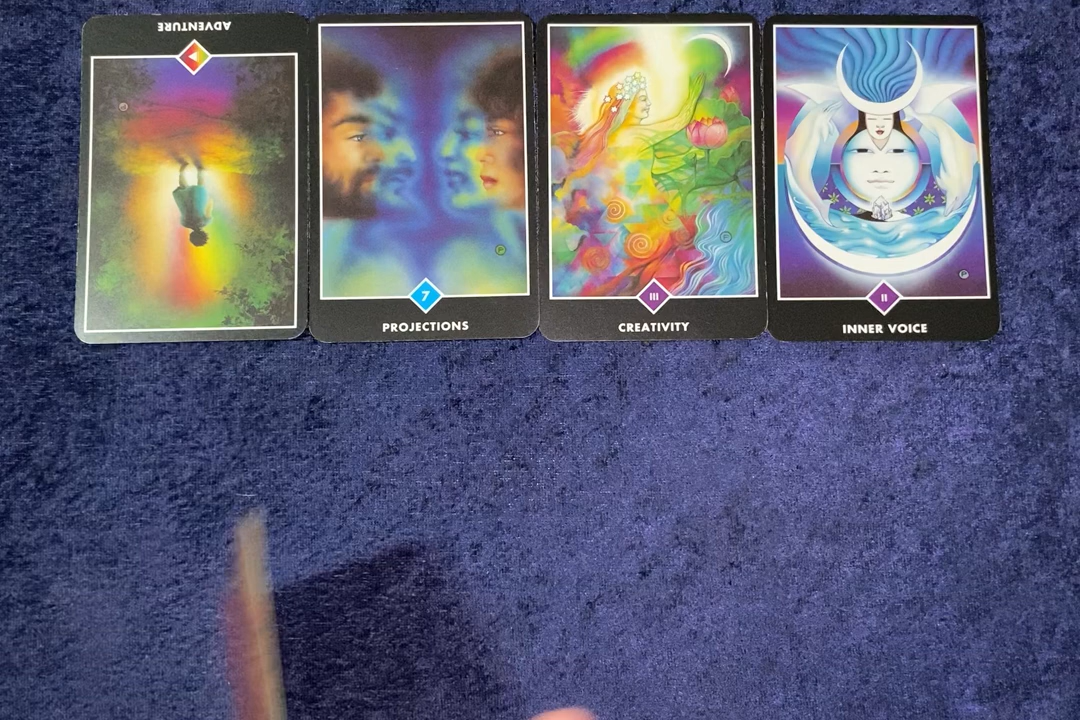 ADVENTURE
7
PROJECTIONS
III
CREATIVITY
II
INNER VOICE